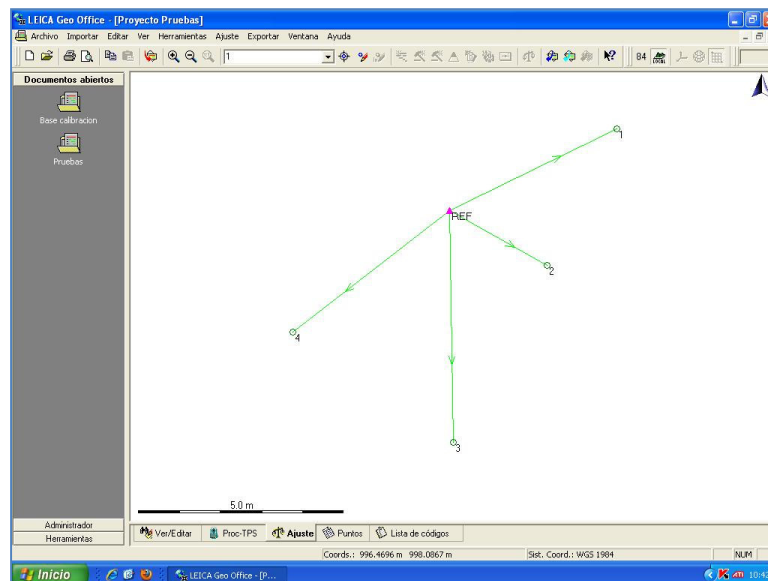 LEICA Geo Office - [Proyecto Pruebas]
Archivo Importar Editar Ver Herramientas Ajuste Exportar Ventana Ayuda
1
84
LOCAL
Documentos abiertos
Base calibracion
Pruebas
1
REF
2
4
3
5.0 m
Administrador
Herramientas
Ver/Editar Proc-TPS Ajuste Puntos Lista de códigos
Coords.: 996.4696 m 998.0867 m Sist. Coord.: WGS 1984 NUM
Inicio LEICA Geo Office - [P...